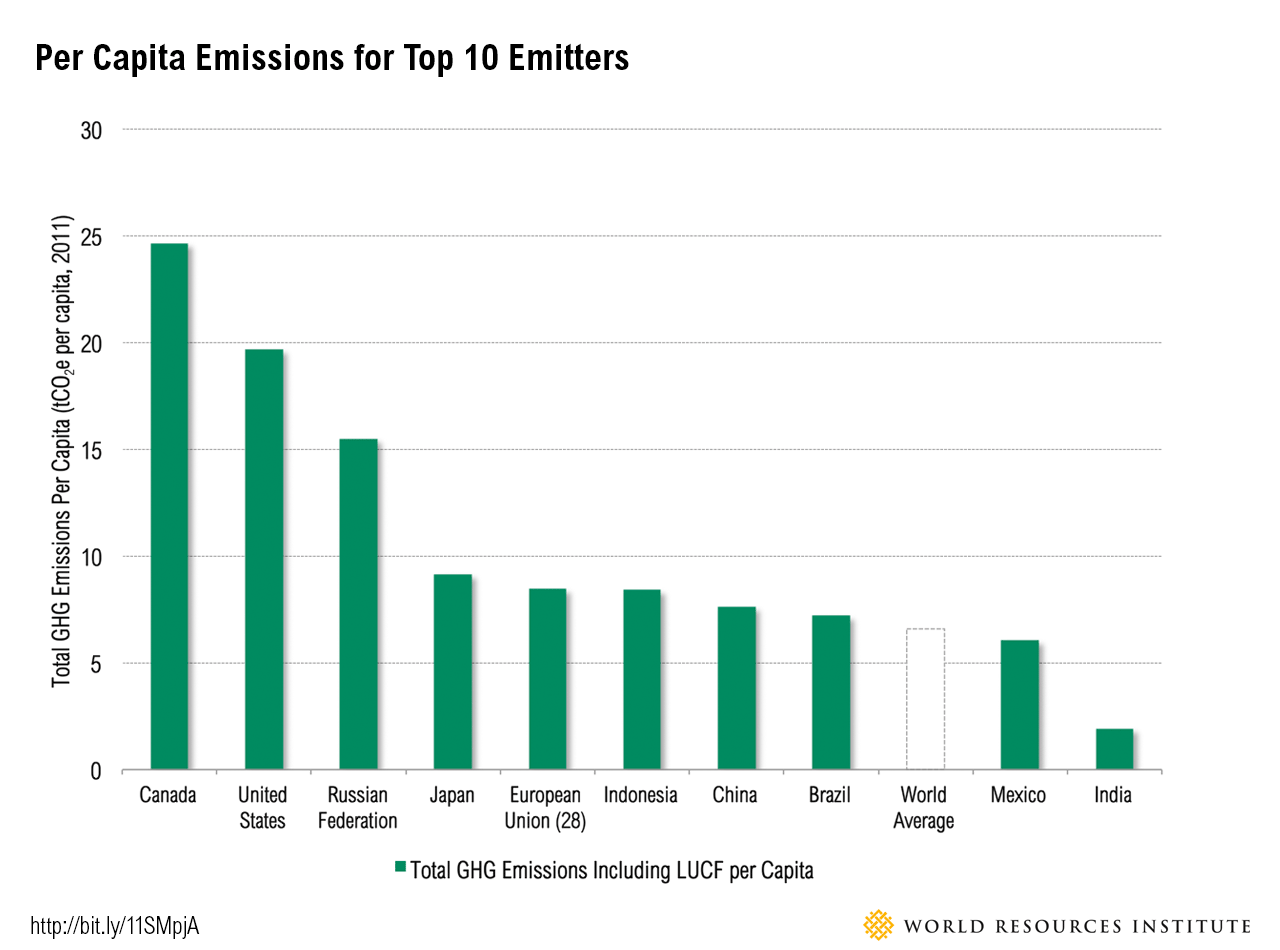 Per Capita Emissions for Top 10 Emitters
Total GHG Emissions Per Capita (tCO₂e per capita, 2011)
30
25
20
15
10
5
0
Canada
United
States
Russian
Federation
Japan
European
Union (28)
Indonesia
China
Brazil
World
Average
Mexico
India
Total GHG Emissions Including LUCF per Capita
http://bit.ly/11SMpjA
WORLD RESOURCES INSTITUTE